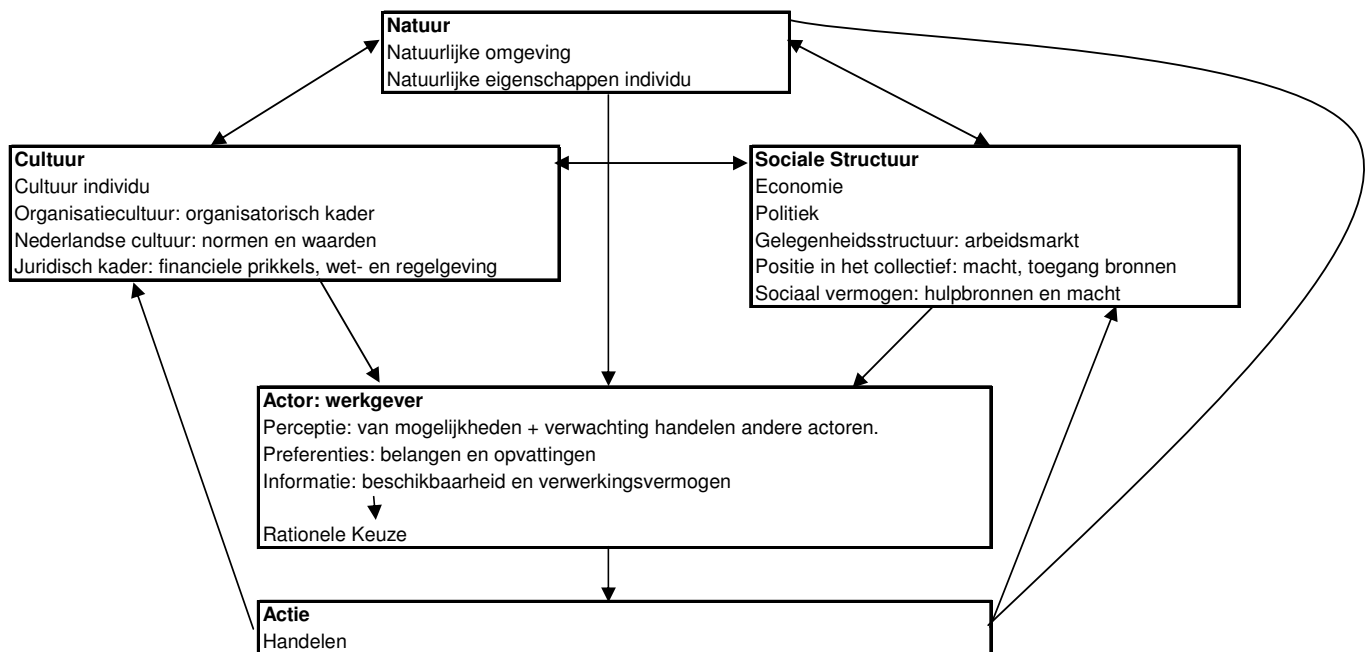 Natuur
Natuurlijke omgeving
Natuurlijke eigenschappen individu
Cultuur
Cultuur individu
Organisatiecultuur: organisatorisch kader
Nederlandse cultuur: normen en waarden
Juridisch kader: financiele prikkels, wet- en regelgeving
Sociale Structuur
Economie
Politiek
Gelegenheidsstructuur: arbeidsmarkt
Positie in het collectief: macht, toegang bronnen
Sociaal vermogen: hulpbronnen en macht
Actor: werkgever
Perceptie: van mogelijkheden + verwachting handelen andere actoren.
Preferenties: belangen en opvattingen
Informatie: beschikbaarheid en verwerkingsvermogen
Rationele Keuze
Actie
Handelen